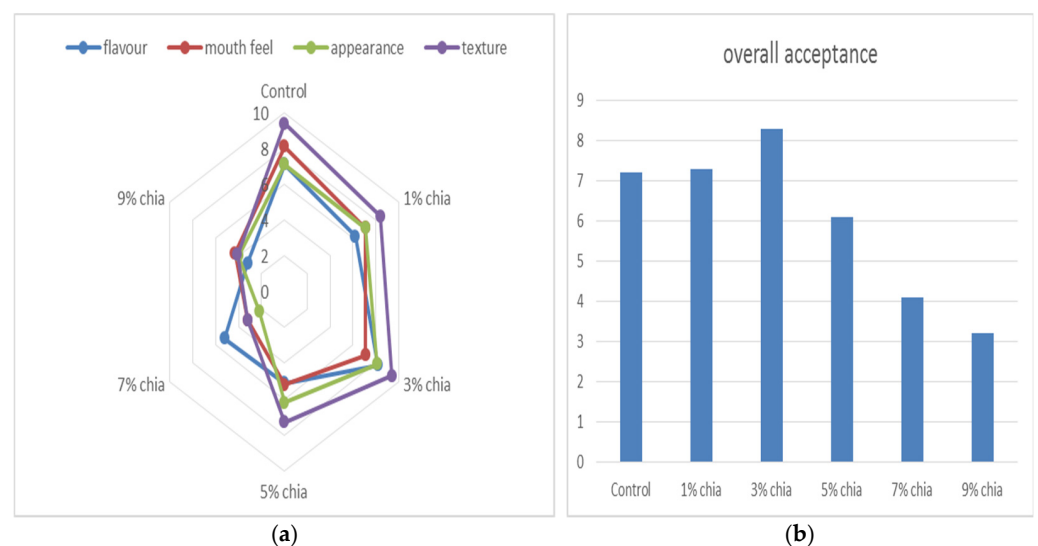 flavour mouth feel appearance texture
Control
10
8
6
4
2
0
1% chia
3% chia
5% chia
7% chia
9% chia
(a)
overall acceptance
9
8
7
6
5
4
3
2
1
0
Control 1% chia 3% chia 5% chia 7% chia 9% chia
(b)